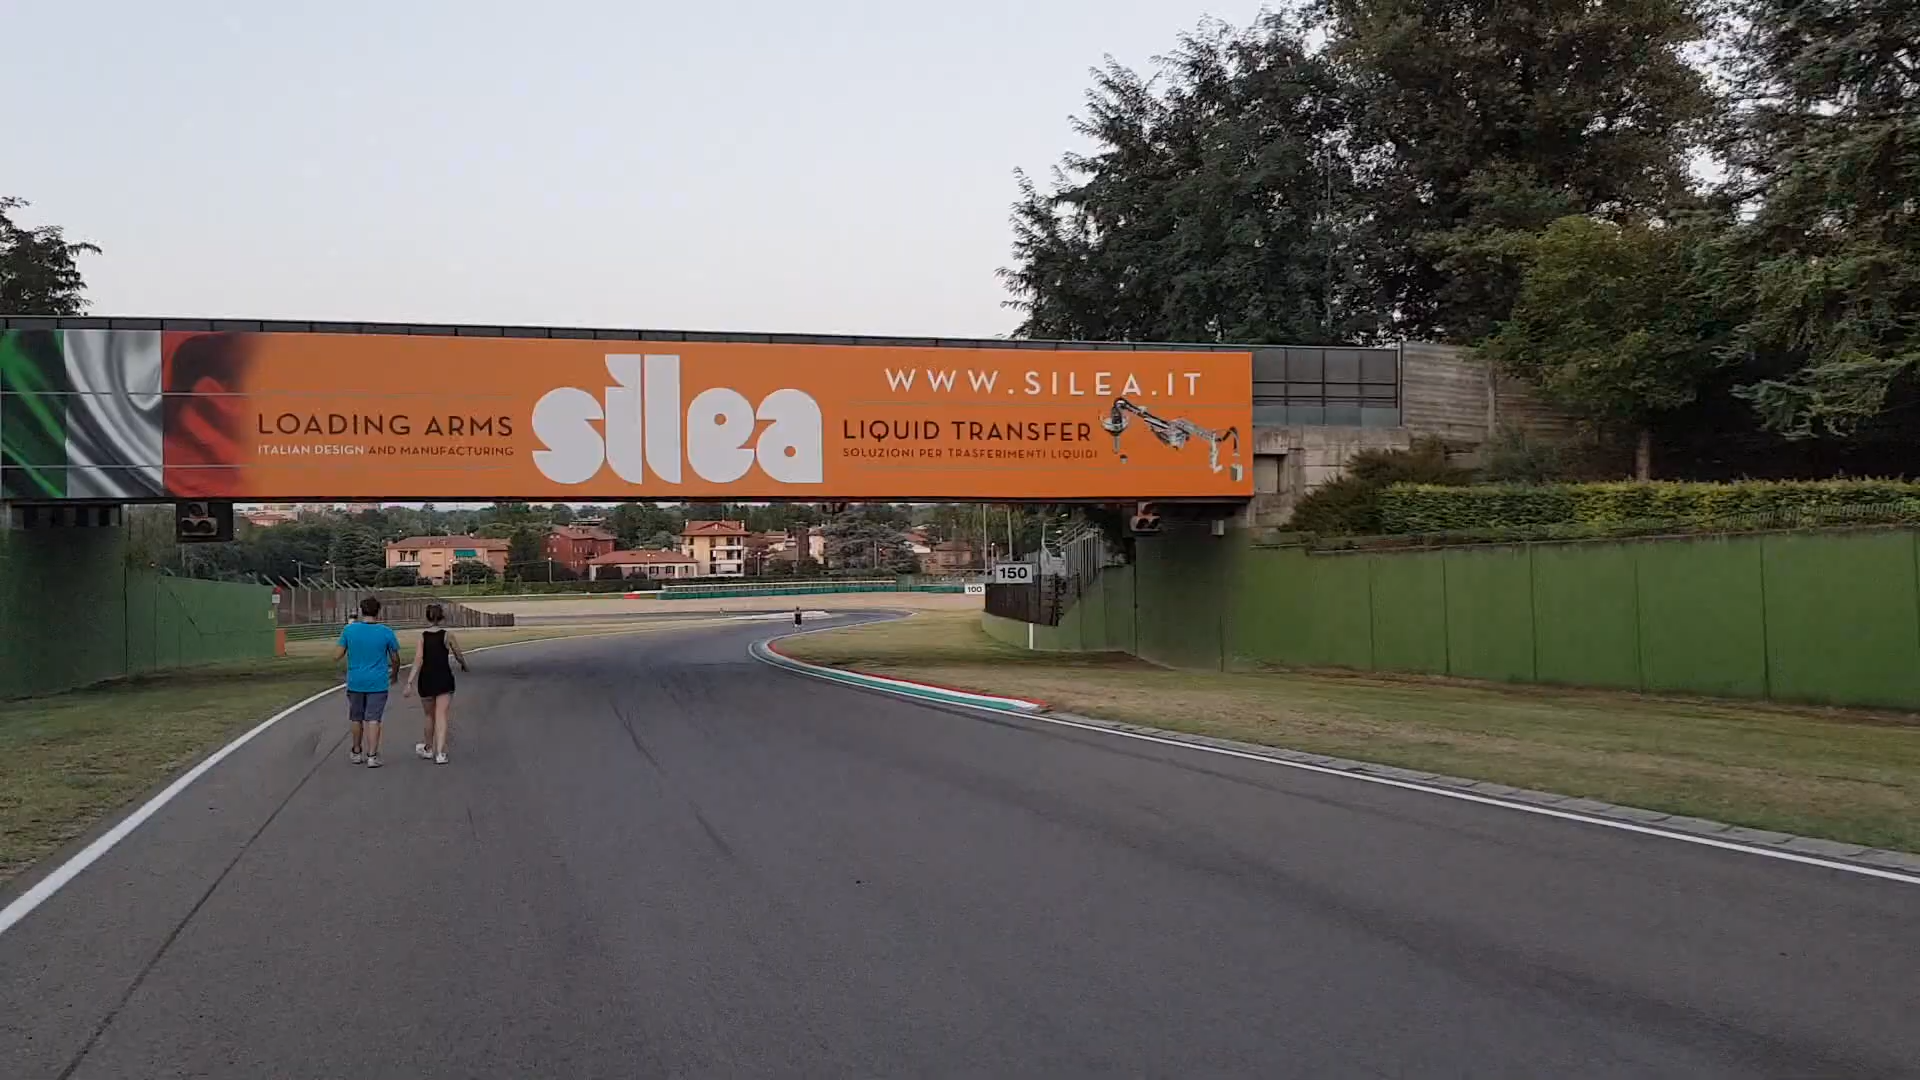 WWW.SILEA.IT
LOADING ARMS
ITALIAN DESIGN AND MANUFACTURING
silea
LIQUID TRANSFER
SOLUZIONI PER TRASFERIMENTI LIQUIDI
150
100